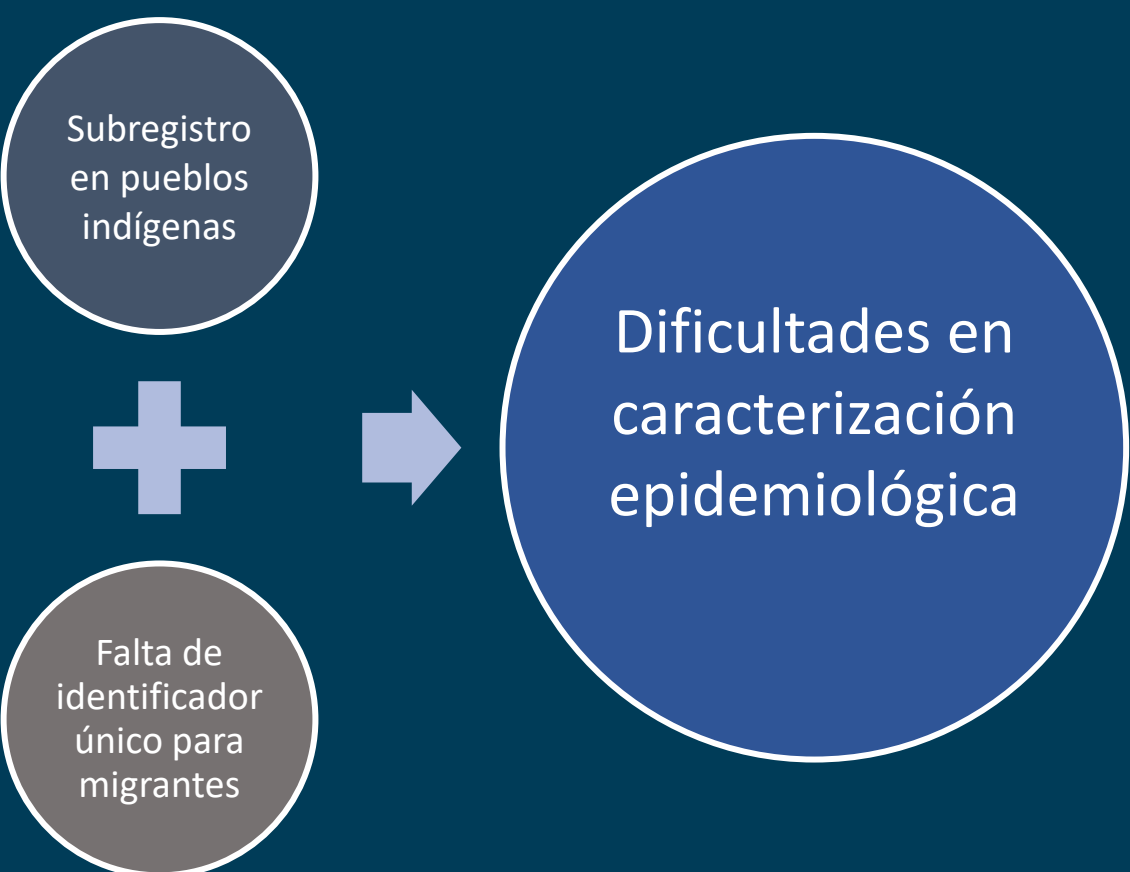 Subregistro
en pueblos
indígenas
Falta de
identificador
único para
migrantes
Dificultades en
caracterización
epidemiológica